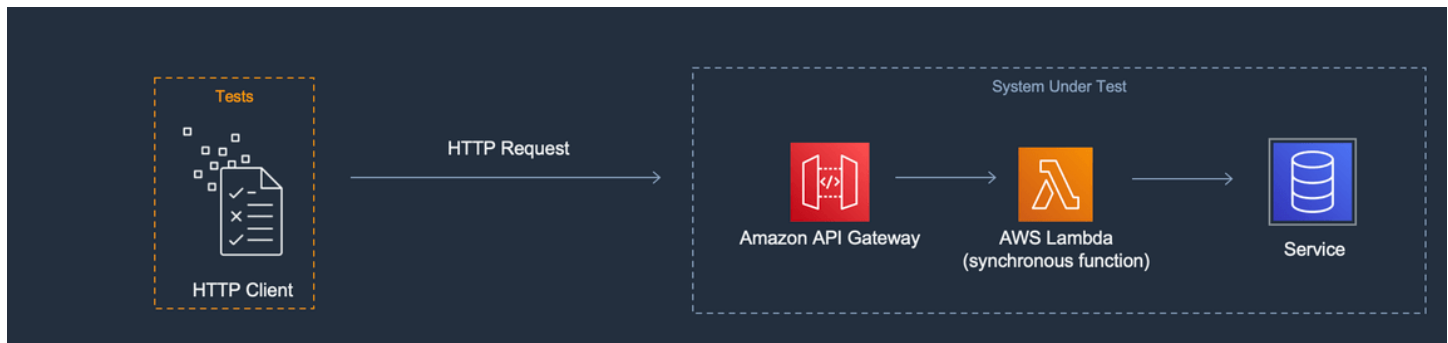 Tests
HTTP Client
HTTP Request
System Under Test
Amazon API Gateway
AWS Lambda
(synchronous function)
Service